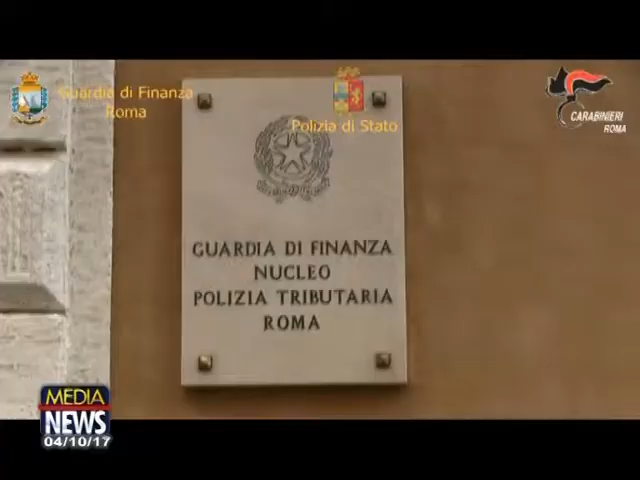 Guardia di Finanza
Roma
Polizia di Stato
CARABINIERI
ROMA
GUARDIA DI FINANZA
NUCLEO
POLIZIA TRIBUTARIA
ROMA
MEDIA
NEWS
04/10/17